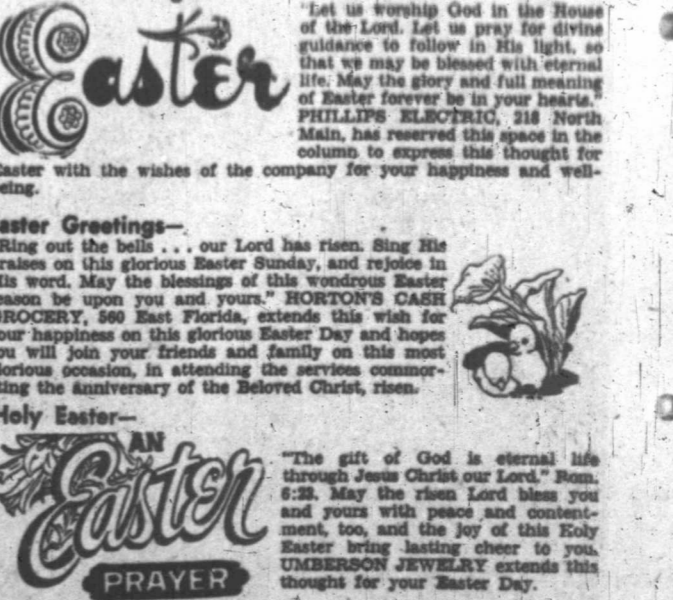 Easter
"Let us worship God in the House
of the Lord. Let us pray for divine
guidance to follow in His light, so
that we may be blessed with eternal
life. May the glory and full meaning
of Easter forever be in your hearts."
PHILLIPS ELECTRIC, 218 North
Main, has reserved this space in the
column to express this thought for
Easter with the wishes of the company for your happiness and well-
eing.
aster Greetings—
Ring out the bells . . . our Lord has risen. Sing His
raises on this glorious Easter Sunday, and rejoice in
His word. May the blessings of this wondrous Easter
eason be upon you and yours." HORTON'S CASH
GROCERY, 560 East Florida, extends this wish for
our happiness on this glorious Easter Day and hopes
ou will join your friends and family on this most
lorious occasion, in attending the services commor-
ting the anniversary of the Beloved Christ, risen.
Holy Easter—
AN
Easter
PRAYER
"The gift of God is eternal life
through Jesus Christ our Lord." Rom.
6:23. May the risen Lord bless you
and yours with peace and content-
ment, too, and the joy of this Holy
Easter bring lasting cheer to you.
UMBERSON JEWELRY extends this
thought for your Easter Day.